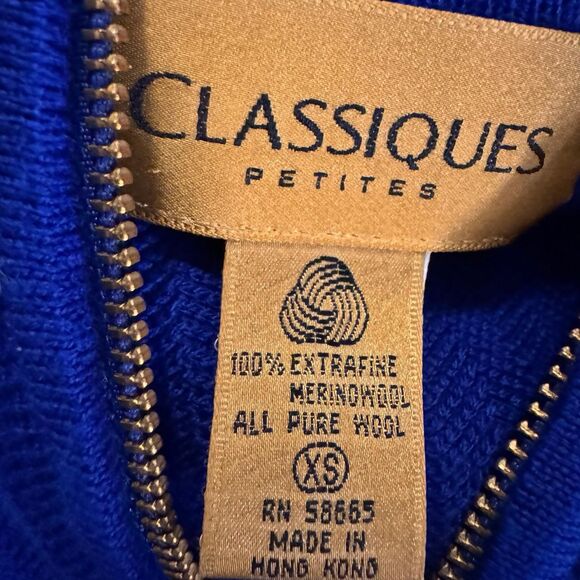 CLASSIQUES
PETITES
100% EXTRAFINE
MERINOWOOL
ALL PURE WOOL
XS
RN 58665
MADE IN
HONG KONG